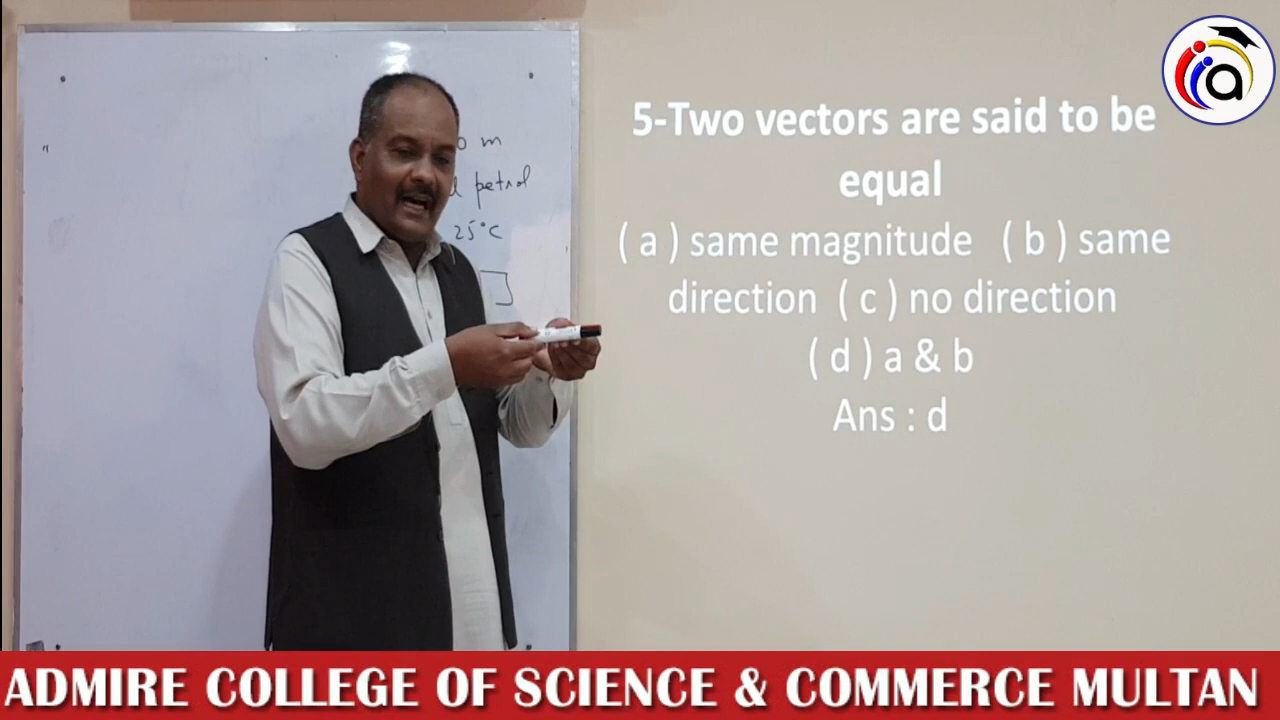 0 m
petrol
25°C
5-Two vectors are said to be
equal
( a ) same magnitude ( b ) same
direction ( c ) no direction
( d ) a & b
Ans : d
a
ADMIRE COLLEGE OF SCIENCE & COMMERCE MULTAN